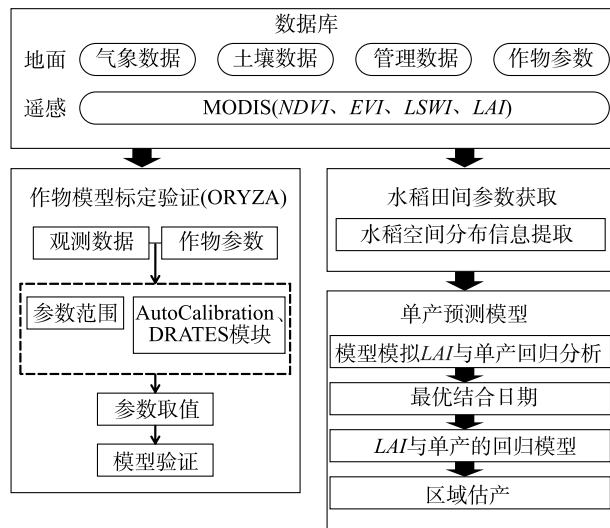 数据库
地面 气象数据 土壤数据 管理数据 作物参数
遥感 MODIS(NDVI、EVI、LSWI、LAI)
作物模型标定验证(ORYZA)
观测数据 作物参数
参数范围 AutoCalibration、
DRATES模块
参数取值
模型验证
水稻田间参数获取
水稻空间分布信息提取
单产预测模型
模型模拟LAI与单产回归分析
最优结合日期
LAI与单产的回归模型
区域估产